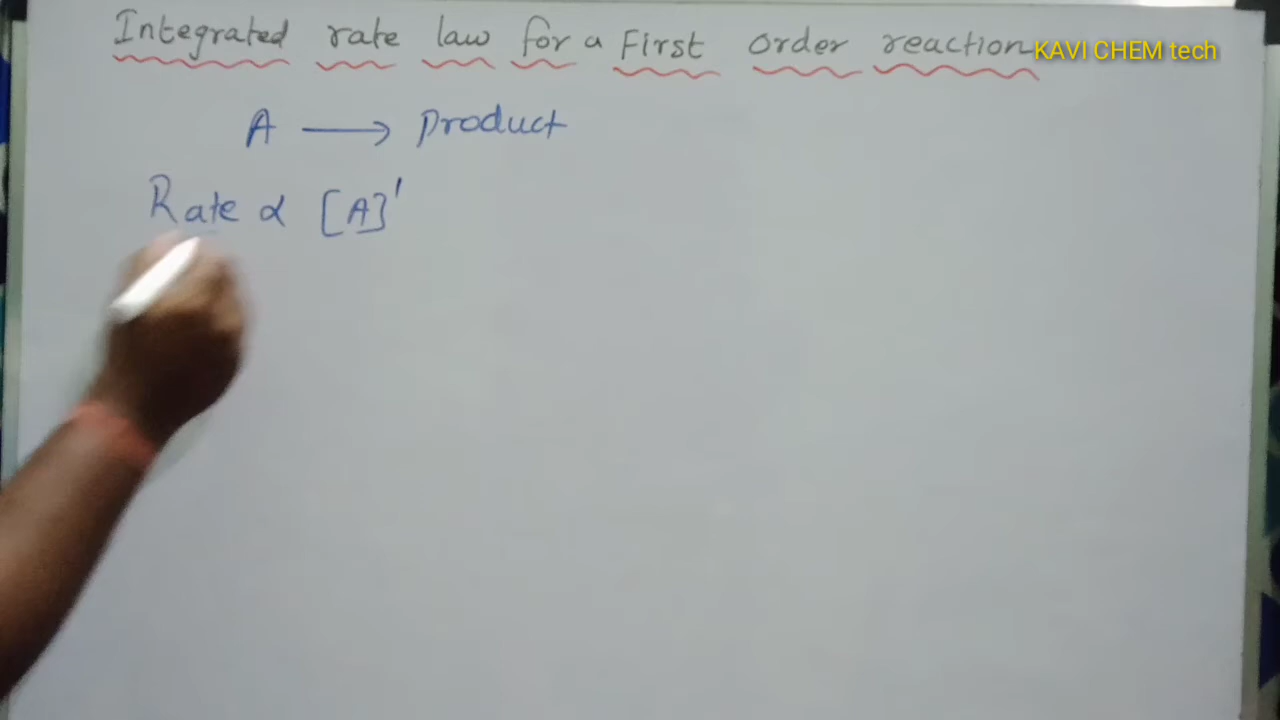 Integrated rate law for a First order reaction
KAVI CHEM tech
A ⟶ product
Rate ∝ [A]¹